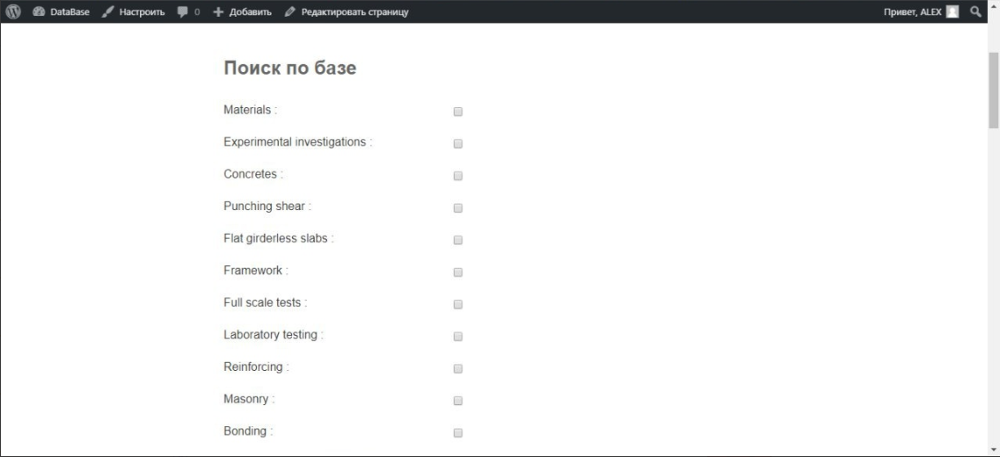 DataBase Настроить 0 Добавить Редактировать страницу Привет, ALEX
Поиск по базе
Materials :
Experimental investigations :
Concretes :
Punching shear :
Flat girderless slabs :
Framework :
Full scale tests :
Laboratory testing :
Reinforcing :
Masonry :
Bonding :